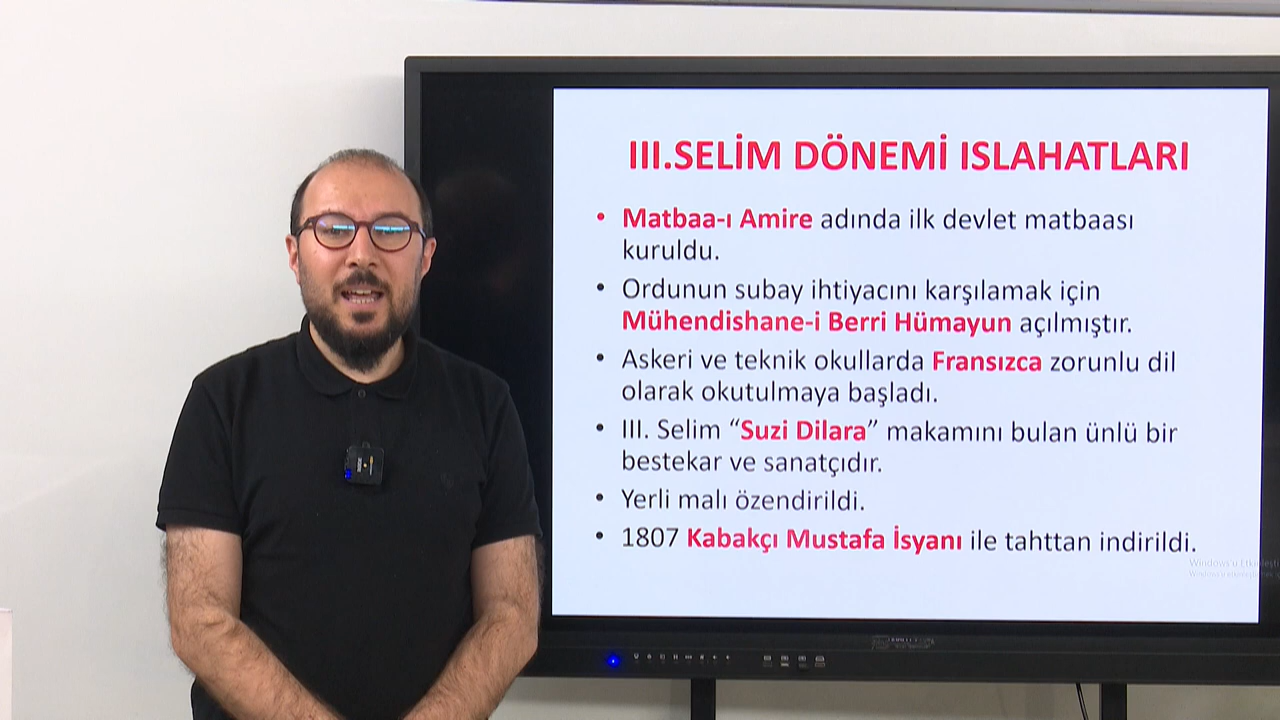 III.SELİM DÖNEMİ ISLAHATLARI
• Matbaa-ı Amire adında ilk devlet matbaası
kuruldu.
• Ordunun subay ihtiyacını karşılamak için
Mühendishane-i Berri Hümayun açılmıştır.
• Askeri ve teknik okullarda Fransızca zorunlu dil
olarak okutulmaya başladı.
• III. Selim “Suzi Dilara” makamını bulan ünlü bir
bestekar ve sanatçıdır.
• Yerli malı özendirildi.
• 1807 Kabakçı Mustafa İsyanı ile tahttan indirildi.
Windows'u Etkinleşti